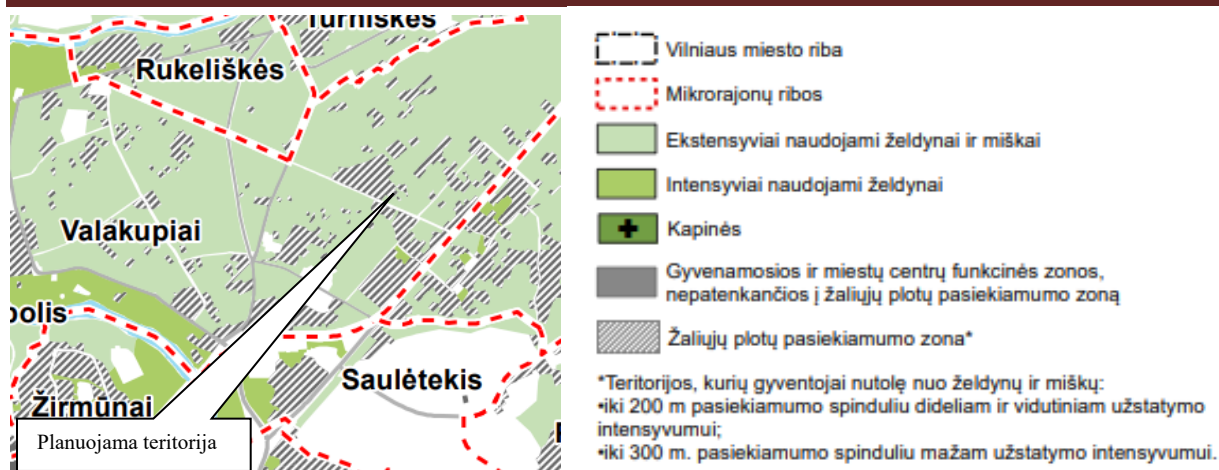 Turniškės
Rukeliškės
Valakupiai
polis
Žirmūnai
Saulėtekis
Planuojama teritorija
Vilniaus miesto riba
Mikrorajonų ribos
Ekstensyviai naudojami želdynai ir miškai
Intensyviai naudojami želdynai
Kapinės
Gyvenamosios ir miestų centrų funkcinės zonos,
nepatenkančios į žaliųjų plotų pasiekiamumo zoną
Žaliųjų plotų pasiekiamumo zona*
*Teritorijos, kurių gyventojai nutolę nuo želdynų ir miškų:
•iki 200 m pasiekiamumo spinduliu dideliam ir vidutiniam užstatymo
intensyvumui;
•iki 300 m. pasiekiamumo spinduliu mažam užstatymo intensyvumui.